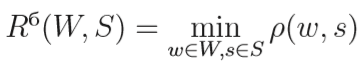 R^б(W, S) = min_{w∈W,s∈S} ρ(w, s)